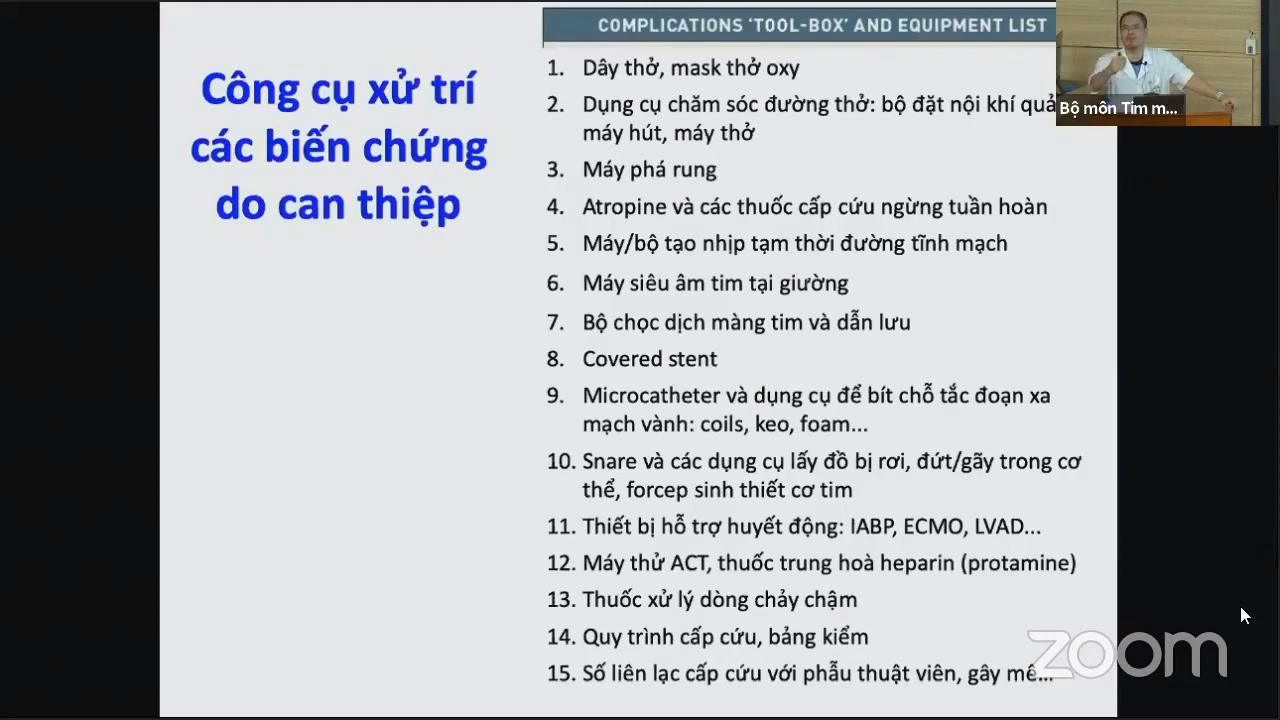 COMPLICATIONS ‘TOOL-BOX’ AND EQUIPMENT LIST
Công cụ xử trí
các biến chứng
do can thiệp
1. Dây thở, mask thở oxy
2. Dụng cụ chăm sóc đường thở: bộ đặt nội khí quả
máy hút, máy thở
3. Máy phá rung
4. Atropine và các thuốc cấp cứu ngừng tuần hoàn
5. Máy/bộ tạo nhịp tạm thời đường tĩnh mạch
6. Máy siêu âm tim tại giường
7. Bộ chọc dịch màng tim và dẫn lưu
8. Covered stent
9. Microcatheter và dụng cụ để bít chỗ tắc đoạn xa
mạch vành: coils, keo, foam...
10. Snare và các dụng cụ lấy đồ bị rơi, đứt/gãy trong cơ
thể, forcep sinh thiết cơ tim
11. Thiết bị hỗ trợ huyết động: IABP, ECMO, LVAD...
12. Máy thử ACT, thuốc trung hoà heparin (protamine)
13. Thuốc xử lý dòng chảy chậm
14. Quy trình cấp cứu, bảng kiểm
15. Số liên lạc cấp cứu với phẫu thuật viên, gây mê...
Bộ môn Tim m...
zoom